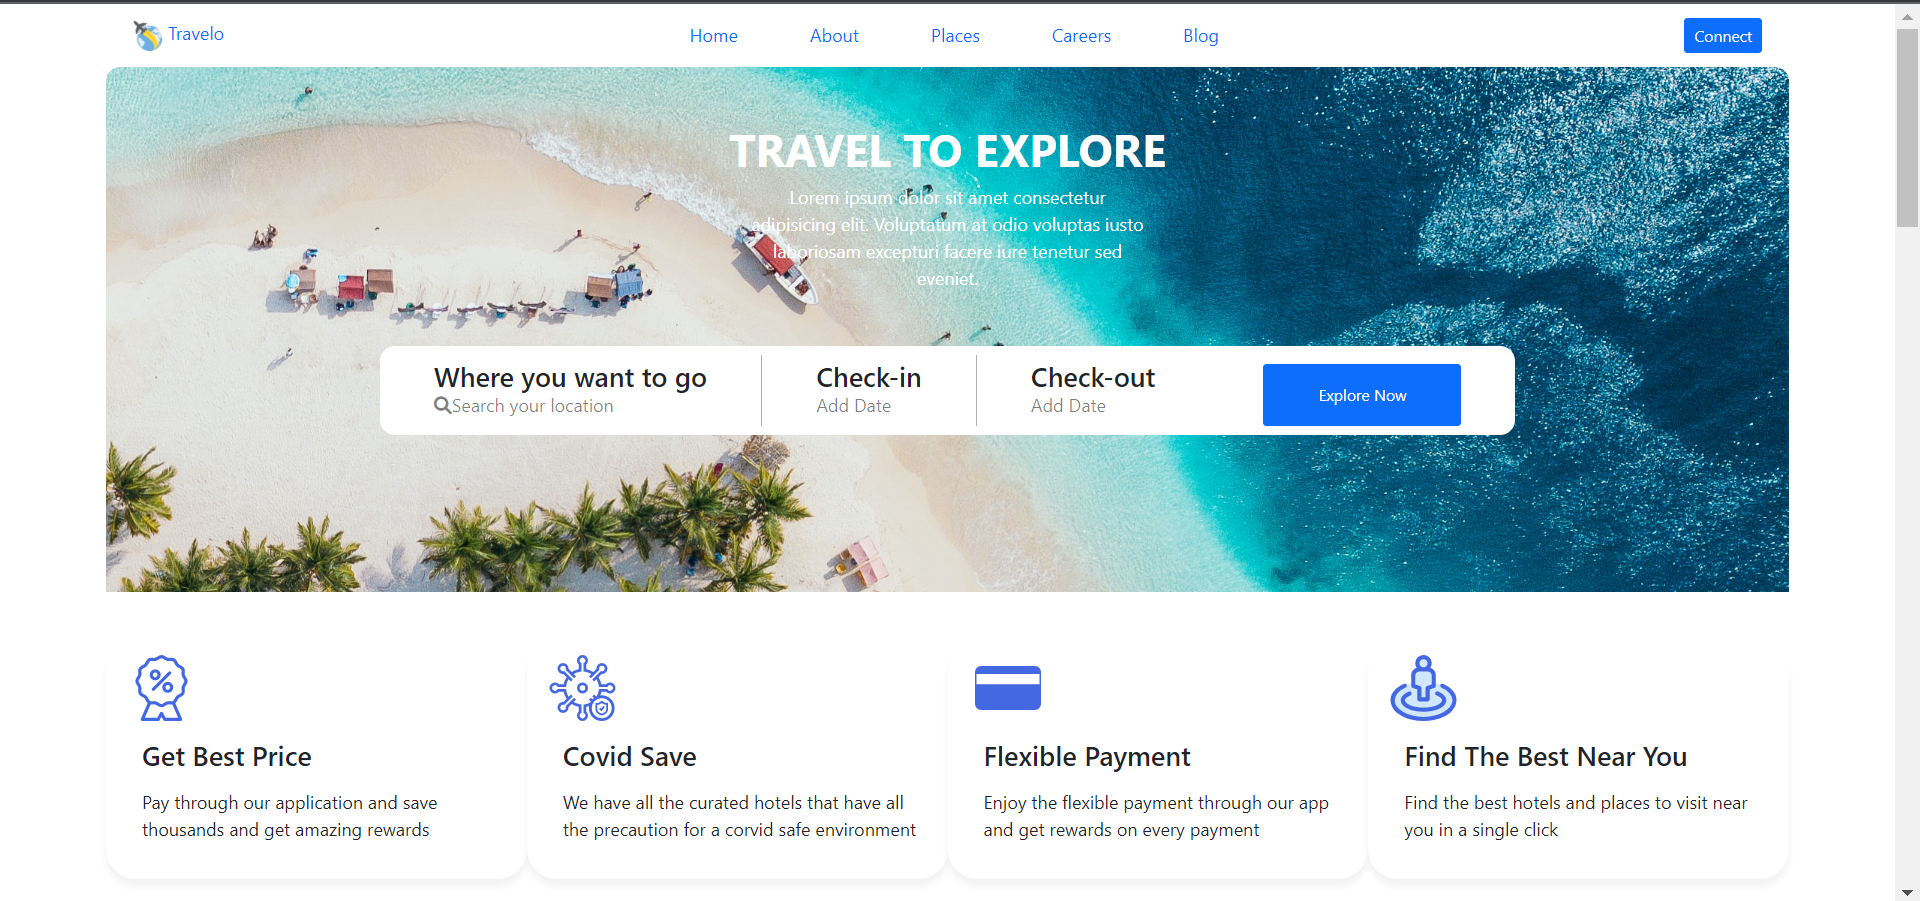 Travelo
Home
About
Places
Careers
Blog
Connect
TRAVEL TO EXPLORE
Lorem ipsum dolor sit amet consectetur
adipisicing elit. Voluptatum at odio voluptas iusto
laboriosam excepturi facere iure tenetur sed
eveniet.
Where you want to go
Search your location
Check-in
Add Date
Check-out
Add Date
Explore Now
Get Best Price
Pay through our application and save
thousands and get amazing rewards
Covid Save
We have all the curated hotels that have all
the precaution for a corvid safe environment
Flexible Payment
Enjoy the flexible payment through our app
and get rewards on every payment
Find The Best Near You
Find the best hotels and places to visit near
you in a single click